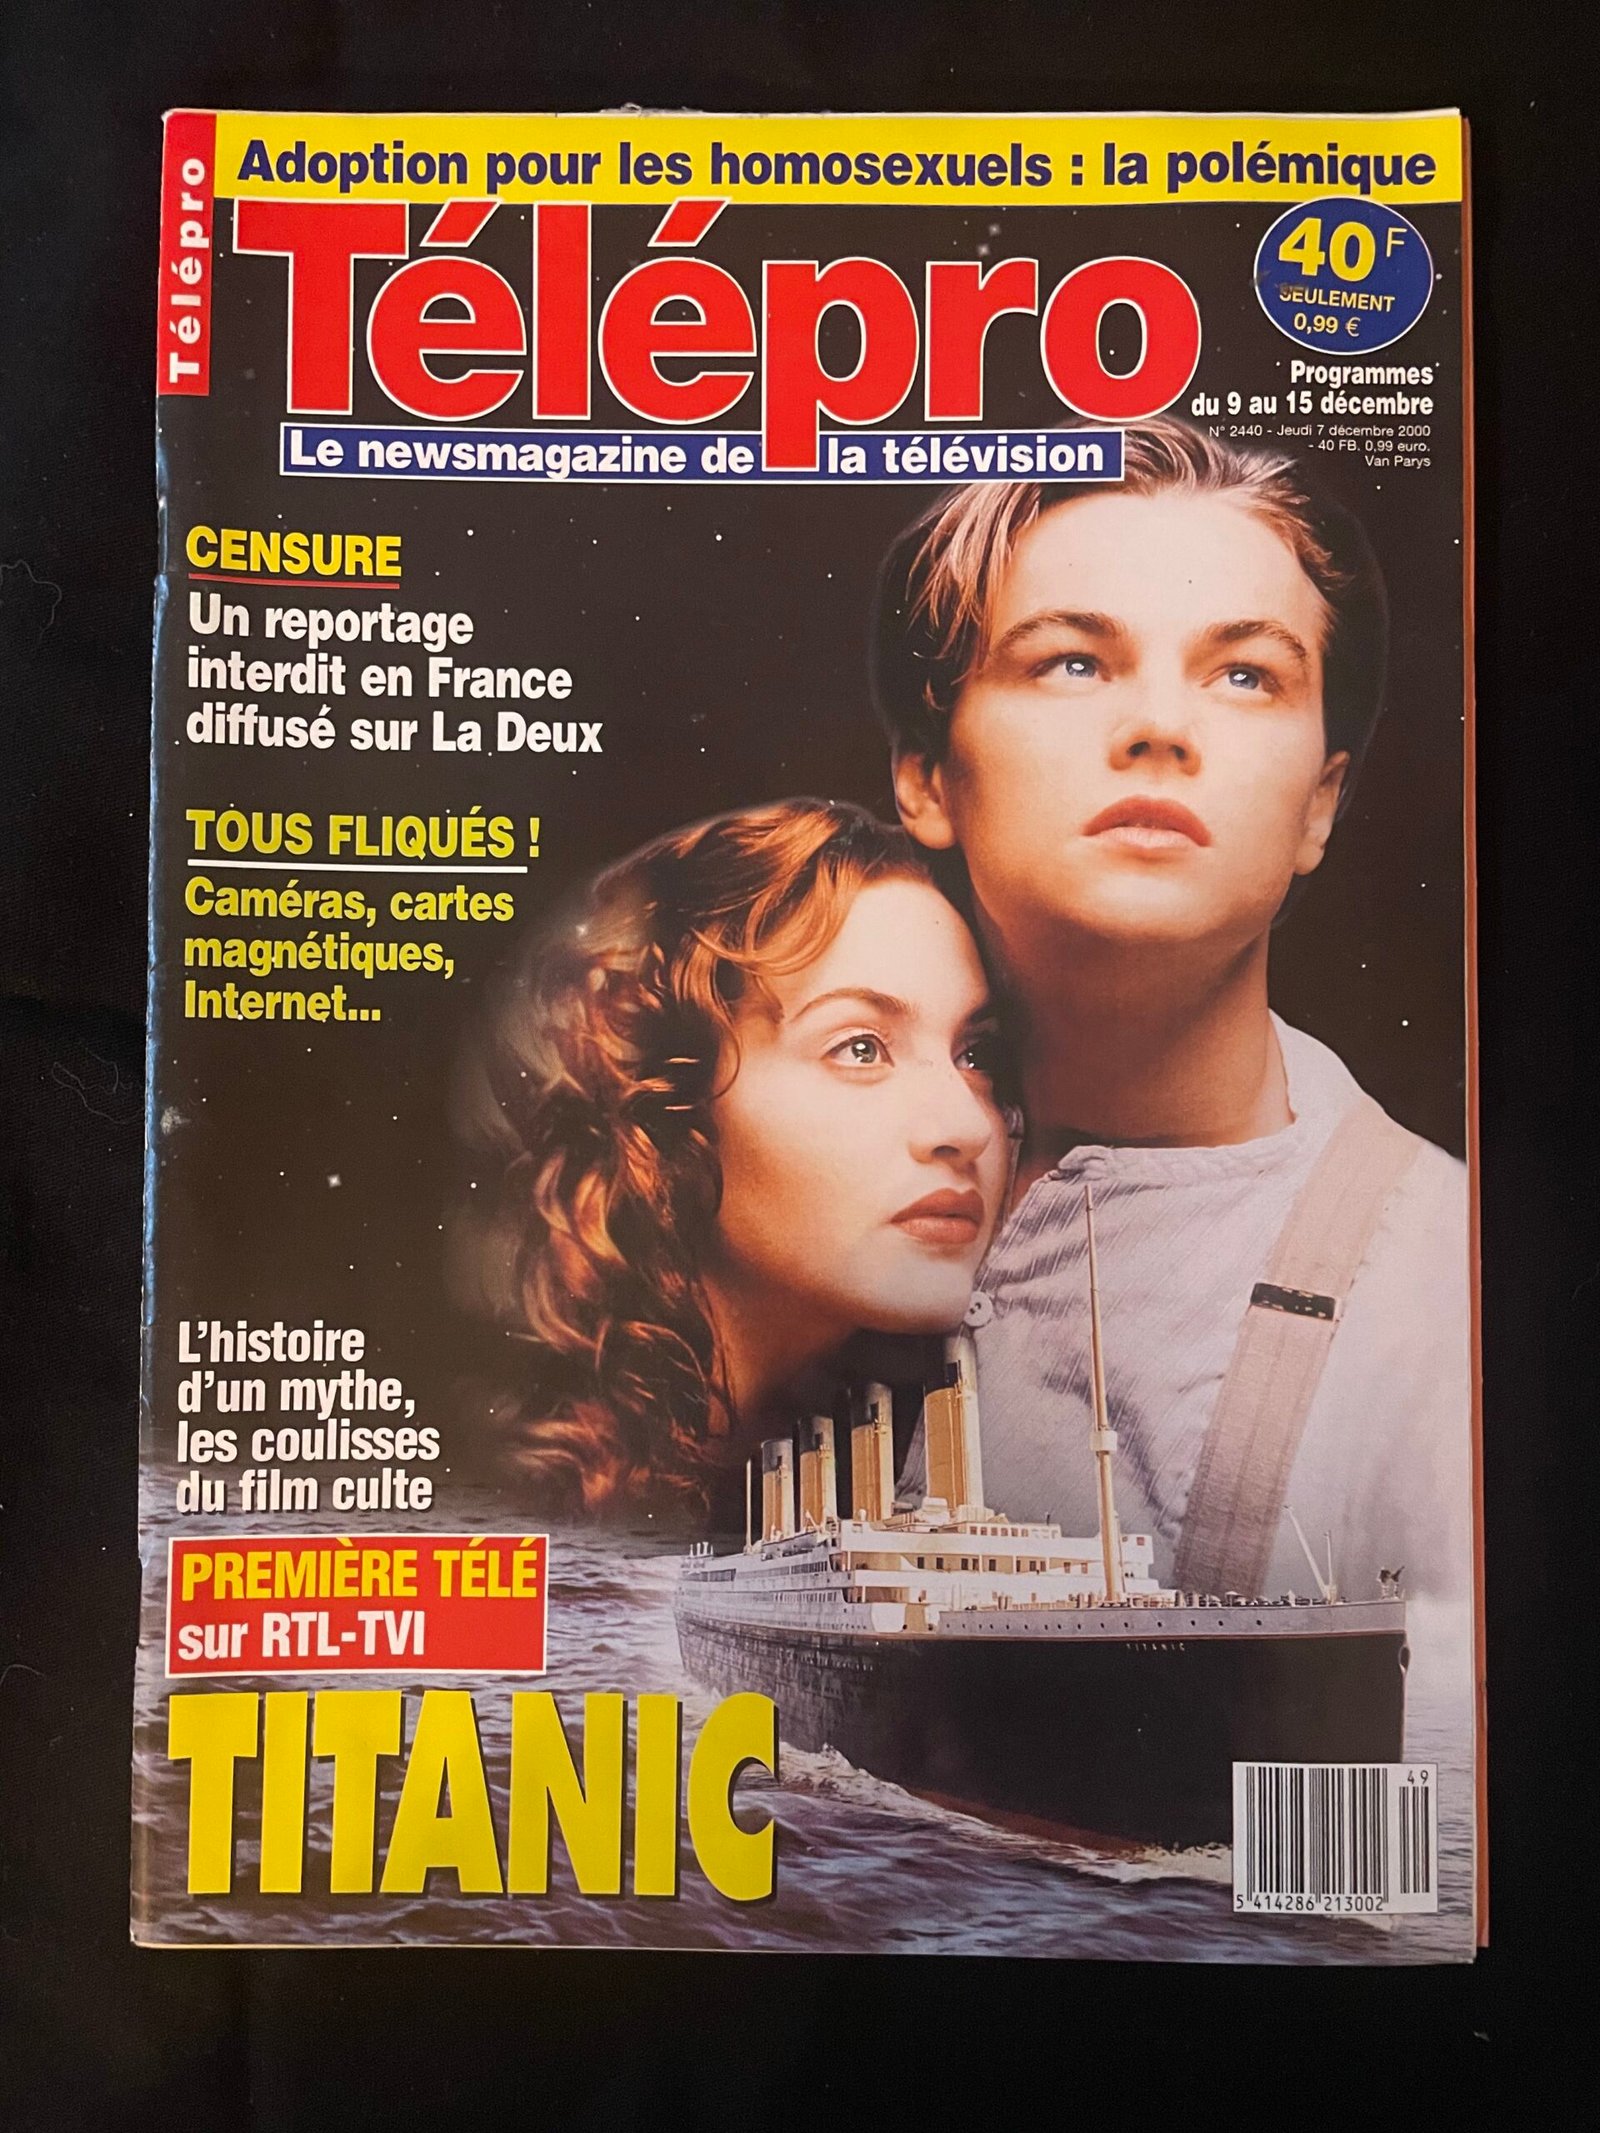 Adoption pour les homosexuels : la polémique
Télépro
Télépro
40 F
SEULEMENT
0,99 €
Programmes
du 9 au 15 décembre
N° 2440 - Jeudi 7 décembre 2000
- 40 FB. 0,99 euro.
Van Parys
Le newsmagazine de la télévision
CENSURE
Un reportage
interdit en France
diffusé sur La Deux
TOUS FLIQUÉS !
Caméras, cartes
magnétiques,
Internet...
L'histoire
d'un mythe,
les coulisses
du film culte
PREMIÈRE TÉLÉ
sur RTL-TVI
TITANIC
TITANIC
49
5 414286 213002